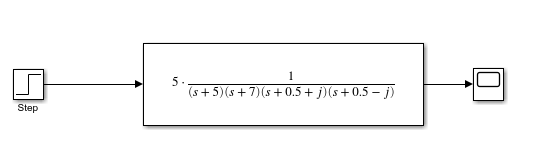 5 · 1/((s + 5)(s + 7)(s + 0.5 + j)(s + 0.5 − j))
Step